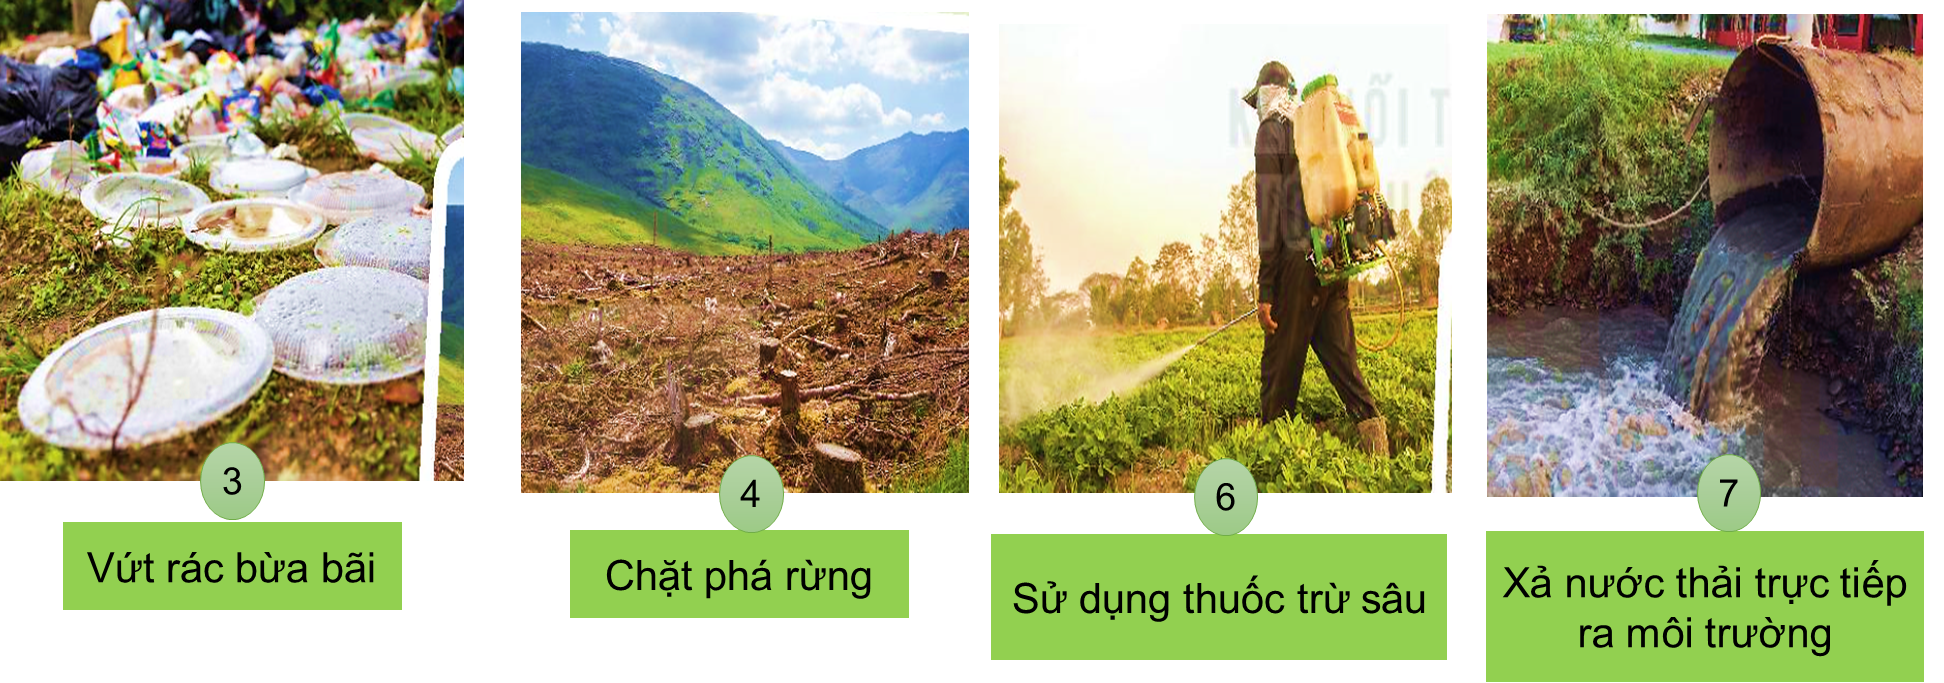 3
Vứt rác bừa bãi
4
Chặt phá rừng
6
Sử dụng thuốc trừ sâu
7
Xả nước thải trực tiếp
ra môi trường